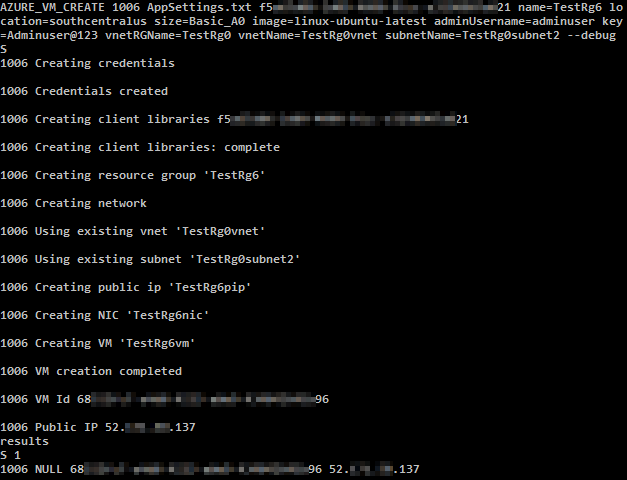 AZURE_VM_CREATE 1006 AppSettings.txt f5 21 name=TestRg6 lo
cation=southcentralus size=Basic_A0 image=linux-ubuntu-latest adminUsername=adminuser key
=Adminuser@123 vnetRGName=TestRg0 vnetName=TestRg0vnet subnetName=TestRg0subnet2 --debug
S
1006 Creating credentials
1006 Credentials created
1006 Creating client libraries f5 21
1006 Creating client libraries: complete
1006 Creating resource group 'TestRg6'
1006 Creating network
1006 Using existing vnet 'TestRg0vnet'
1006 Using existing subnet 'TestRg0subnet2'
1006 Creating public ip 'TestRg6pip'
1006 Creating NIC 'TestRg6nic'
1006 Creating VM 'TestRg6vm'
1006 VM creation completed
1006 VM Id 68 96
1006 Public IP 52. .137
results
S 1
1006 NULL 68 96 52. .137